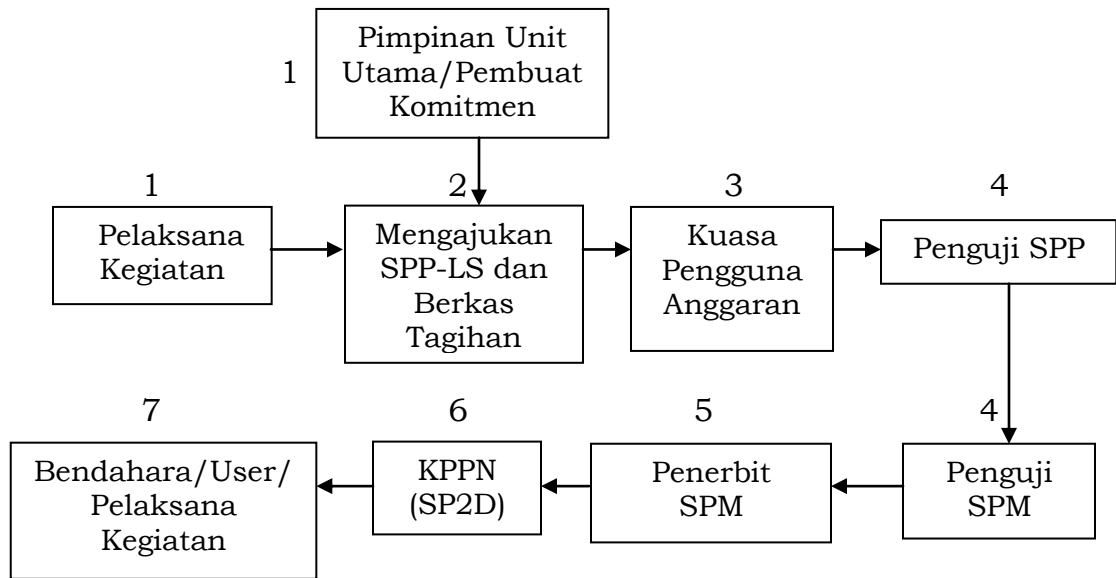 Pimpinan Unit
1
Utama/Pembuat
Komitmen
1
2
3
4
Pelaksana
Kegiatan
Mengajukan
SPP-LS dan
Berkas
Tagihan
Kuasa
Pengguna
Anggaran
Penguji SPP
7
6
5
4
Bendahara/User/
Pelaksana
Kegiatan
KPPN
(SP2D)
Penerbit
SPM
Penguji
SPM